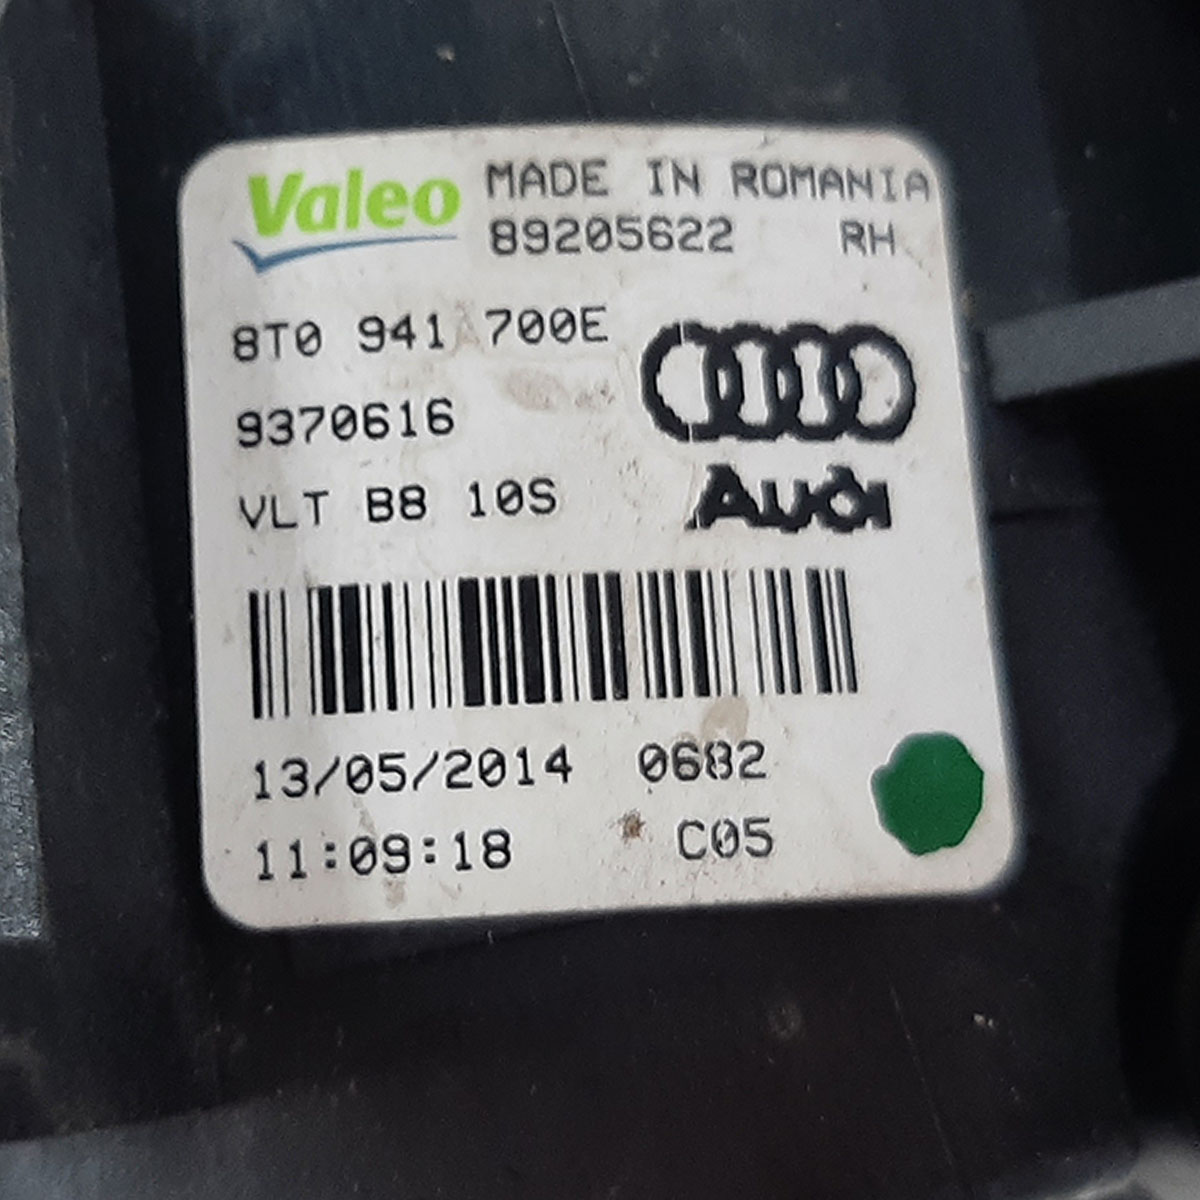 Valeo MADE IN ROMANIA
89205622 RH
8T0 941 700E
9370616
VLT B8 10S
Audi
13/05/2014 0682
11:09:18 C05